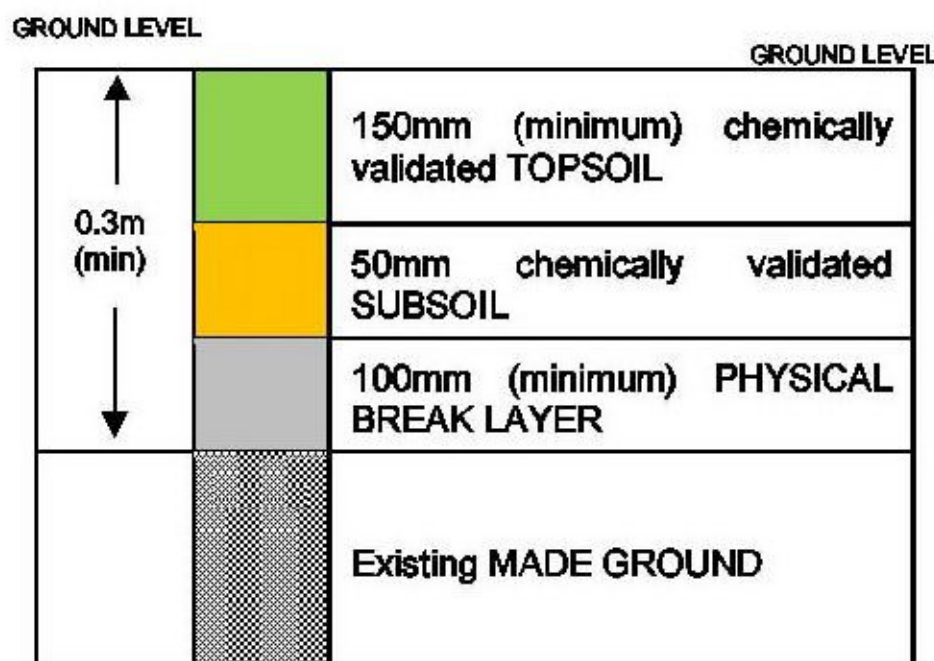 GROUND LEVEL
GROUND LEVEL
150mm (minimum) chemically
validated TOPSOIL
0.3m
(min)
50mm chemically validated
SUBSOIL
100mm (minimum) PHYSICAL
BREAK LAYER
Existing MADE GROUND